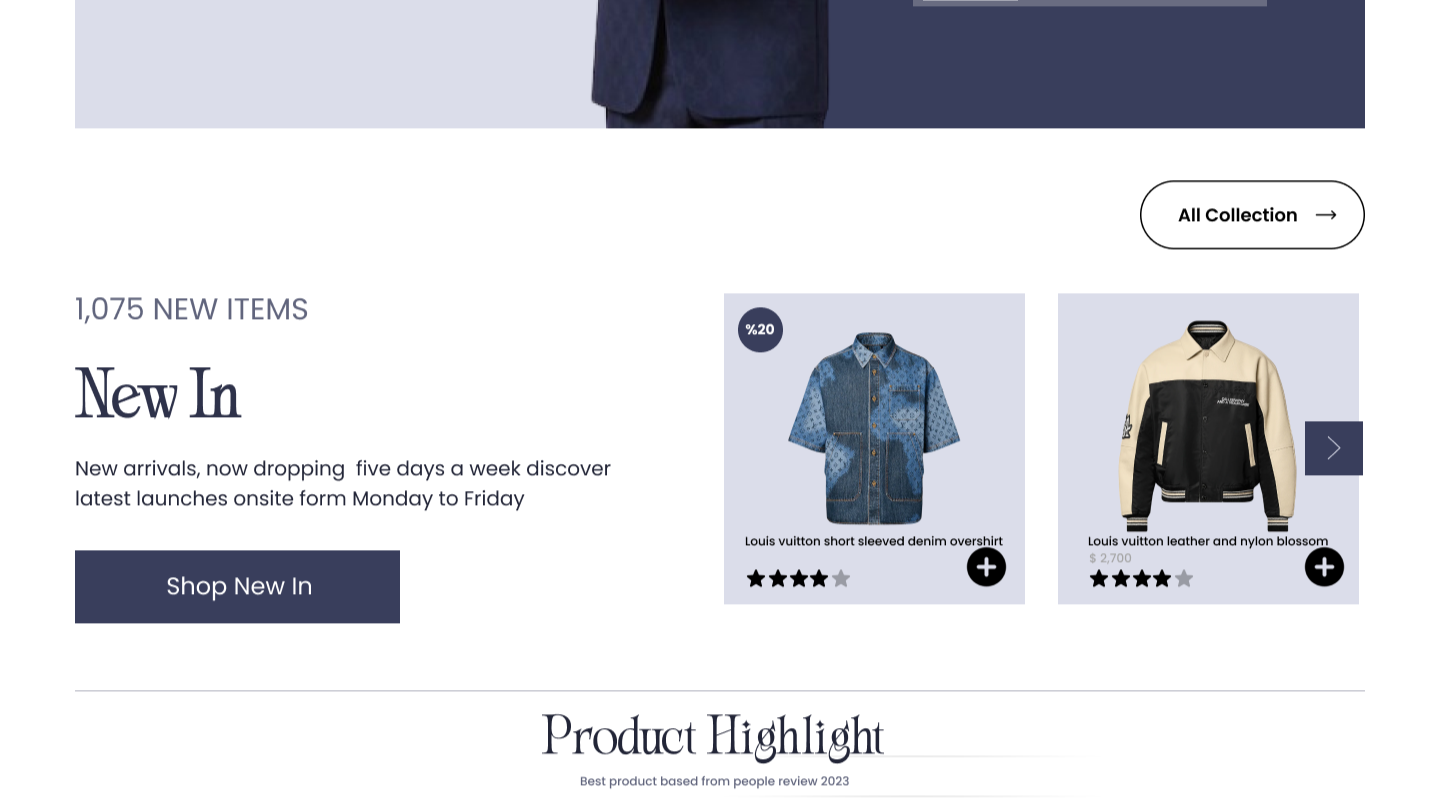 All Collection
1,075 NEW ITEMS
New In
New arrivals, now dropping  five days a week discover
latest launches onsite form Monday to Friday
Shop New In
%20
Louis vuitton short sleeved denim overshirt
Louis vuitton leather and nylon blossom
$ 2,700
Product Highlight
Best product based from people review 2023